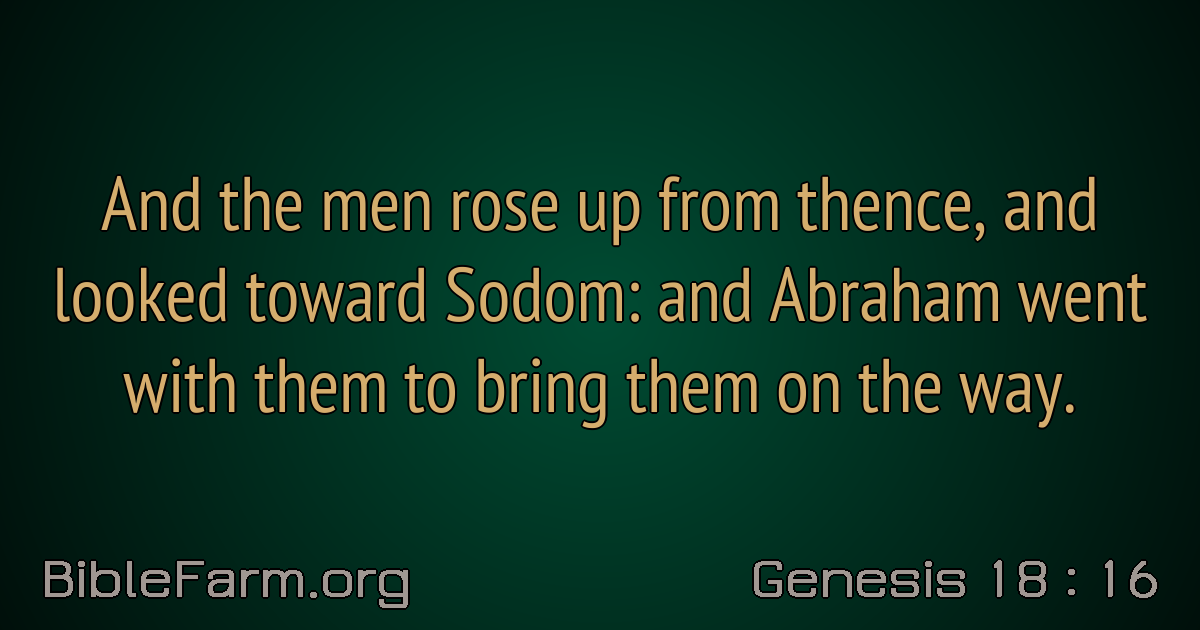 And the men rose up from thence, and
looked toward Sodom: and Abraham went
with them to bring them on the way.
BibleFarm.org
Genesis 18 : 16